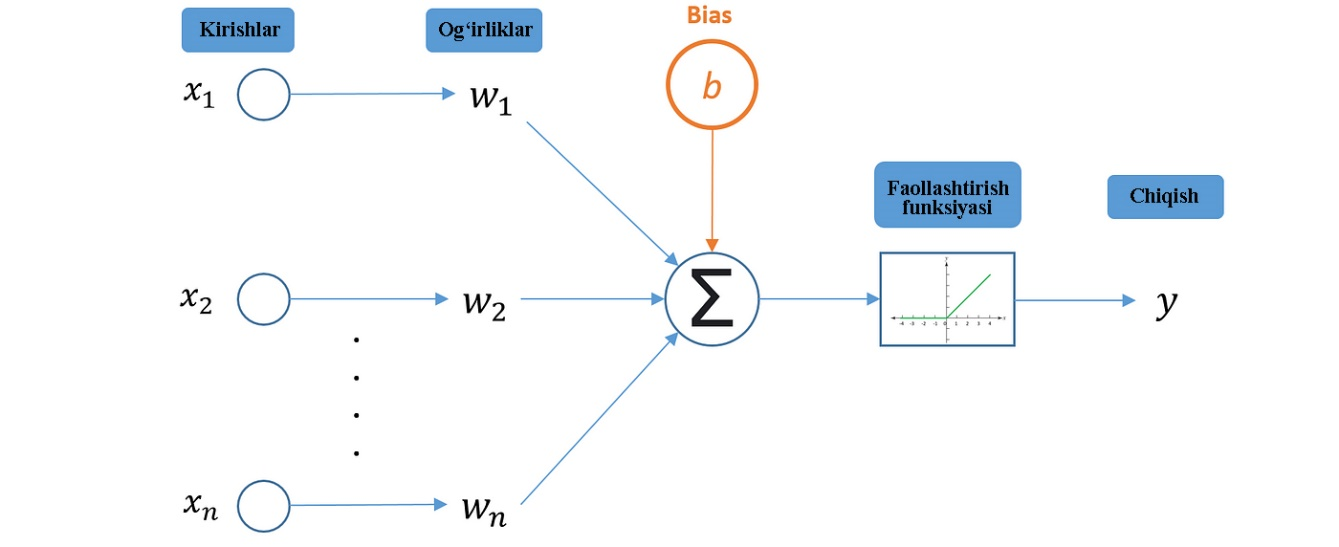 Kirishlar
Og‘irliklar
Bias
x₁
w₁
b
Faollashtirish
funksiyasi
Chiqish
x₂
w₂
Σ
y
xₙ
wₙ